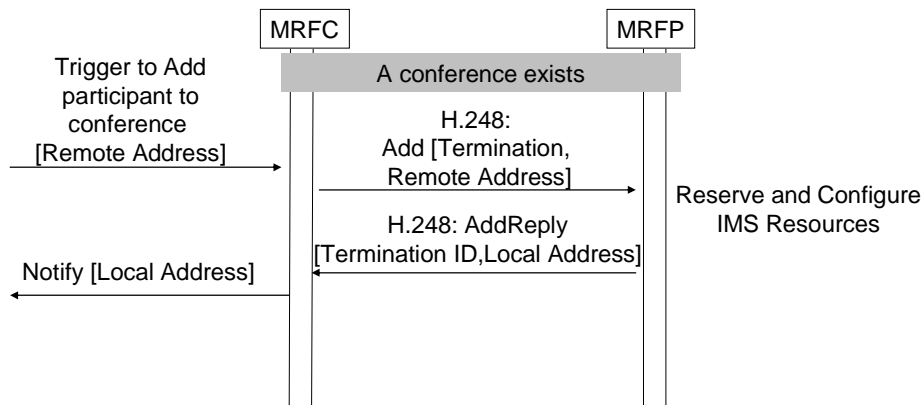 MRFC
MRFP
A conference exists
Trigger to Add
participant to
conference
[Remote Address]
H.248:
Add [Termination,
Remote Address]
Reserve and Configure
IMS Resources
H.248: AddReply
[Termination ID,Local Address]
Notify [Local Address]